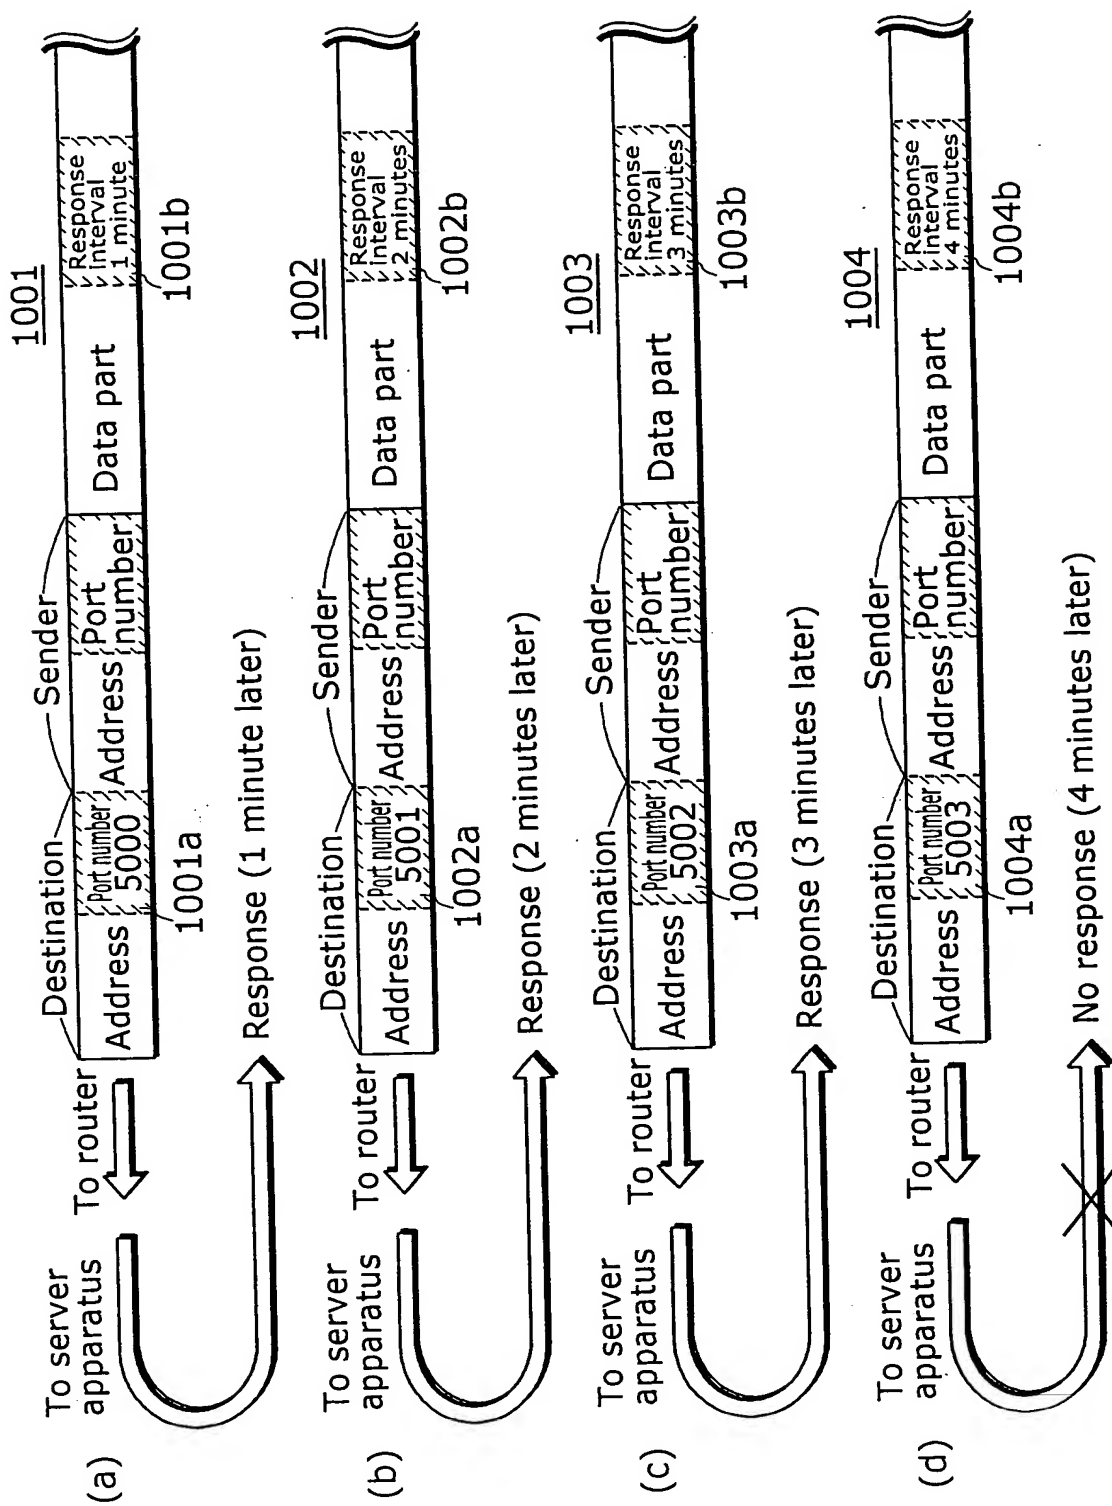 (a)
To server
apparatus
To router
Destination
Sender
1001
Address
Port number
5000
Address
Port
number
Data part
Response
interval
1 minute
1001a
1001b
Response (1 minute later)
(b)
To server
apparatus
To router
Destination
Sender
1002
Address
Port number
5001
Address
Port
number
Data part
Response
interval
2 minutes
1002a
1002b
Response (2 minutes later)
(c)
To server
apparatus
To router
Destination
Sender
1003
Address
Port number
5002
Address
Port
number
Data part
Response
interval
3 minutes
1003a
1003b
Response (3 minutes later)
(d)
To server
apparatus
To router
Destination
Sender
1004
Address
Port number
5003
Address
Port
number
Data part
Response
interval
4 minutes
1004a
1004b
No response (4 minutes later)